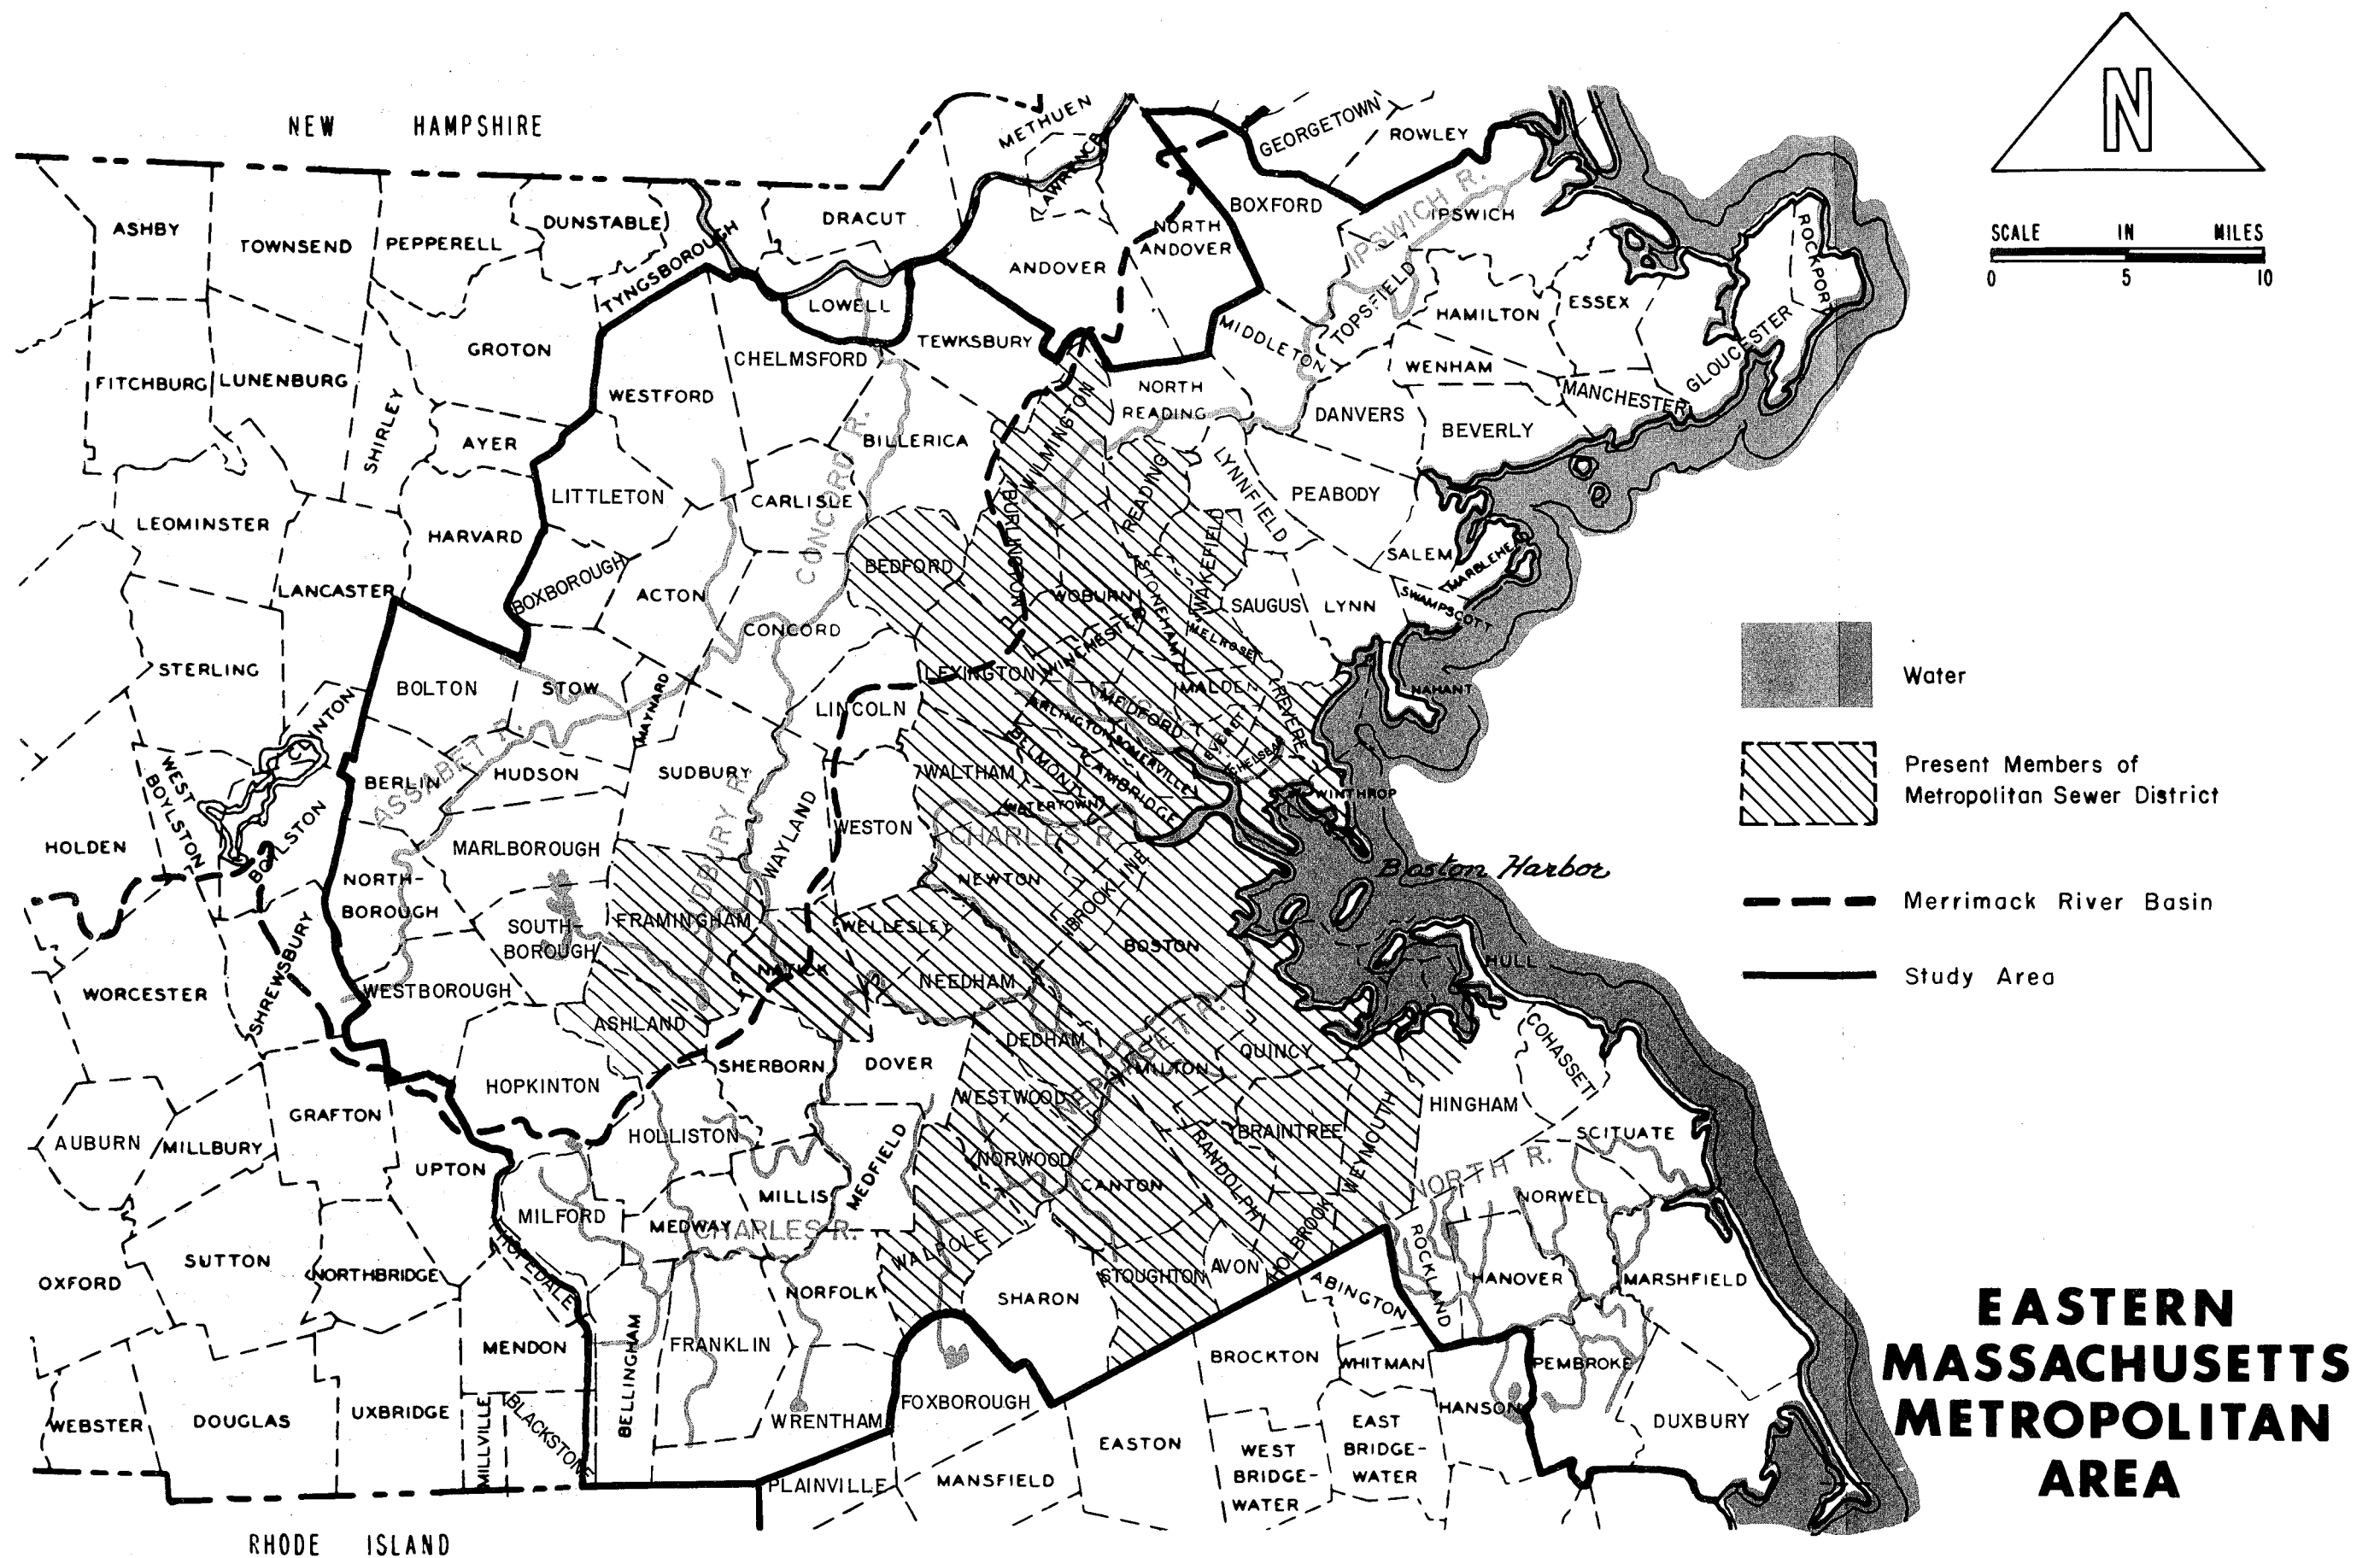 NEW HAMPSHIRE
METHUEN
LAWRENCE
GEORGETOWN
ROWLEY
N
ASHBY
TOWNSEND
PEPPERELL
DUNSTABLE
TYNGSBOROUGH
DRACUT
NORTH
ANDOVER
ANDOVER
BOXFORD
IPSWICH
IPSWICH R.
ROCKPORT
SCALE IN MILES
0 5 10
LOWELL
TEWKSBURY
MIDDLETON
TOPSFIELD
HAMILTON
ESSEX
GLOUCESTER
FITCHBURG
LUNENBURG
SHIRLEY
GROTON
AYER
WESTFORD
CHELMSFORD
BILLERICA
WILMINGTON
NORTH
READING
DANVERS
WENHAM
MANCHESTER
BEVERLY
LEOMINSTER
HARVARD
LITTLETON
CARLISLE
CONCORD R.
BURLINGTON
READING
LYNNFIELD
PEABODY
LANCASTER
BOXBOROUGH
ACTON
BEDFORD
WOBURN
STONEHAM
WAKEFIELD
SAUGUS
LYNN
SALEM
MARBLEHEAD
SWAMPSCOTT
STERLING
BOLTON
STOW
MAYNARD
CONCORD
LINCOLN
LEXINGTON
WINCHESTER
MELROSE
MALDEN
REVERE
NAHANT
Water
CLINTON
WEST
BOYLSTON
BOYLSTON
BERLIN
ASSABET R.
HUDSON
SUDBURY
SUDBURY R.
WAYLAND
WESTON
WALTHAM
ARLINGTON
MEDFORD
BELMONT
SOMERVILLE
EVERETT
CHELSEA
CAMBRIDGE
WATERTOWN
WINTHROP
Present Members of
Metropolitan Sewer District
HOLDEN
MARLBOROUGH
CHARLES R.
NEWTON
BROOKLINE
Boston Harbor
NORTH-
BOROUGH
SOUTH-
BOROUGH
FRAMINGHAM
WELLESLEY
BOSTON
Merrimack River Basin
WORCESTER
SHREWSBURY
WESTBOROUGH
NATICK
NEEDHAM
HULL
Study Area
ASHLAND
SHERBORN
DOVER
DEDHAM
NEPONSET R.
MILTON
QUINCY
COHASSET
HOPKINTON
WESTWOOD
HINGHAM
AUBURN
MILLBURY
GRAFTON
UPTON
HOLLISTON
MEDFIELD
NORWOOD
RANDOLPH
BRAINTREE
WEYMOUTH
SCITUATE
NORTH R.
NORWELL
MILFORD
MEDWAY
MILLIS
CHARLES R.
CANTON
HOLBROOK
OXFORD
SUTTON
NORTHBRIDGE
HOPEDALE
NORFOLK
WALPOLE
SHARON
STOUGHTON
AVON
ABINGTON
ROCKLAND
HANOVER
MARSHFIELD
WEBSTER
DOUGLAS
UXBRIDGE
MENDON
MILLVILLE
BLACKSTONE
BELLINGHAM
FRANKLIN
WRENTHAM
FOXBOROUGH
BROCKTON
WHITMAN
HANSON
PEMBROKE
DUXBURY
PLAINVILLE
MANSFIELD
EASTON
WEST
BRIDGE-
WATER
EAST
BRIDGE-
WATER
RHODE ISLAND
EASTERN
MASSACHUSETTS
METROPOLITAN
AREA